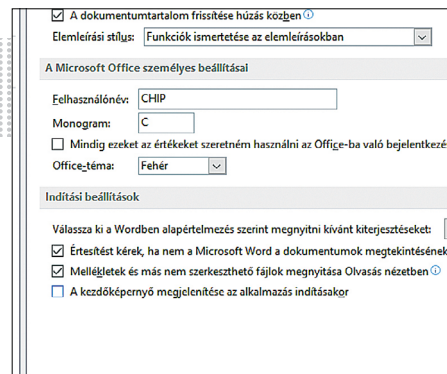 A dokumentumtartalom frissítése húzás közben
Elemleírási stílus: Funkciók ismertetése az elemleírásokban
A Microsoft Office személyes beállításai
Felhasználónév: CHIP
Monogram: C
Mindig ezeket az értékeket szeretném használni az Office-ba való bejelentkezés
Office-téma: Fehér
Indítási beállítások
Válassza ki a Wordben alapértelmezés szerint megnyitni kívánt kiterjesztéseket:
Értesítést kérek, ha nem a Microsoft Word a dokumentumok megtekintésének
Mellékletek és más nem szerkeszthető fájlok megnyitása Olvasás nézetben
A kezdőképernyő megjelenítése az alkalmazás indításakor